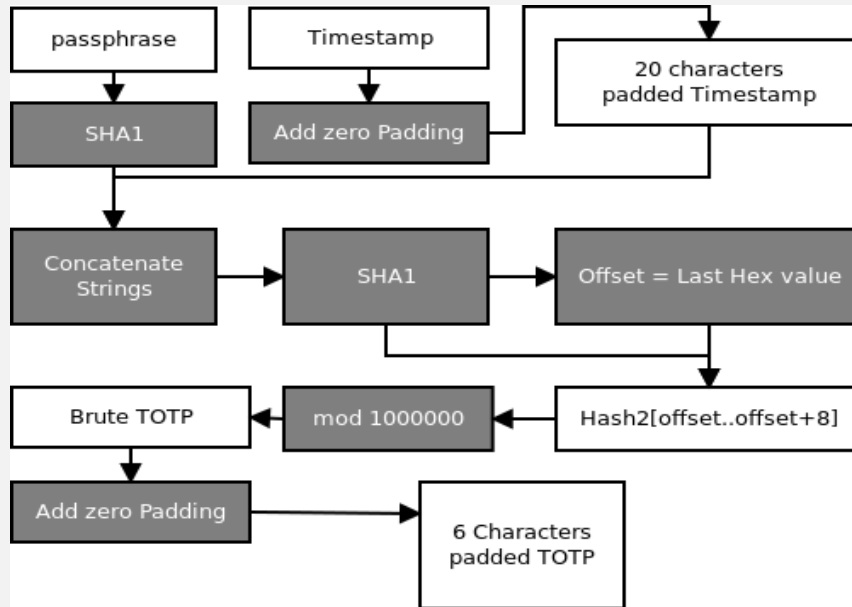 passphrase
Timestamp
20 characters
padded Timestamp
SHA1
Add zero Padding
Concatenate
Strings
SHA1
Offset = Last Hex value
Brute TOTP
mod 1000000
Hash2[offset..offset+8]
Add zero Padding
6 Characters
padded TOTP